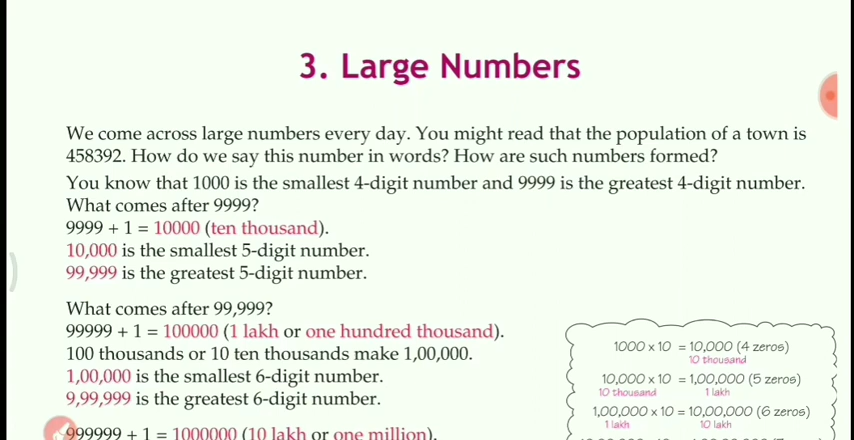 3. Large Numbers
We come across large numbers every day. You might read that the population of a town is
458392. How do we say this number in words? How are such numbers formed?
You know that 1000 is the smallest 4-digit number and 9999 is the greatest 4-digit number.
What comes after 9999?
9999 + 1 = 10000 (ten thousand).
10,000 is the smallest 5-digit number.
99,999 is the greatest 5-digit number.
What comes after 99,999?
99999 + 1 = 100000 (1 lakh or one hundred thousand).
100 thousands or 10 ten thousands make 1,00,000.
1,00,000 is the smallest 6-digit number.
9,99,999 is the greatest 6-digit number.
999999 + 1 = 1000000 (10 lakh or one million).
1000 x 10 = 10,000 (4 zeros)
10 thousand
10,000 x 10 = 1,00,000 (5 zeros)
10 thousand 1 lakh
1,00,000 x 10 = 10,00,000 (6 zeros)
1 lakh 10 lakh